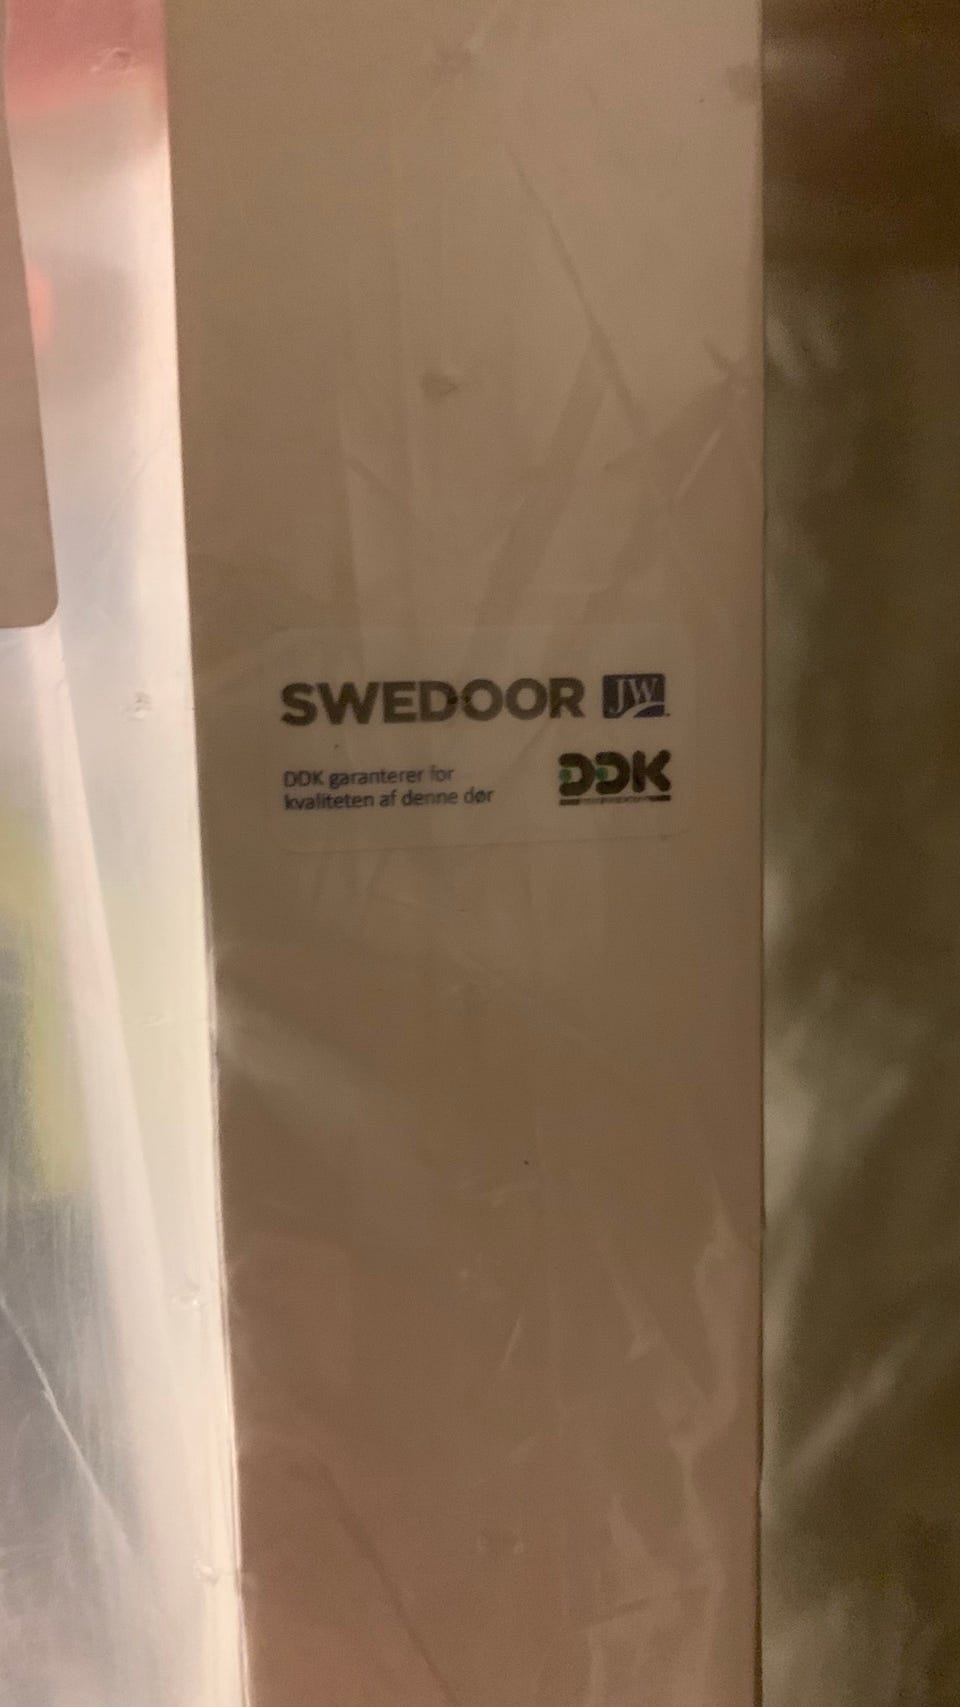 SWEDOOR JW
DDK garanterer for
kvaliteten af denne dør
DDK